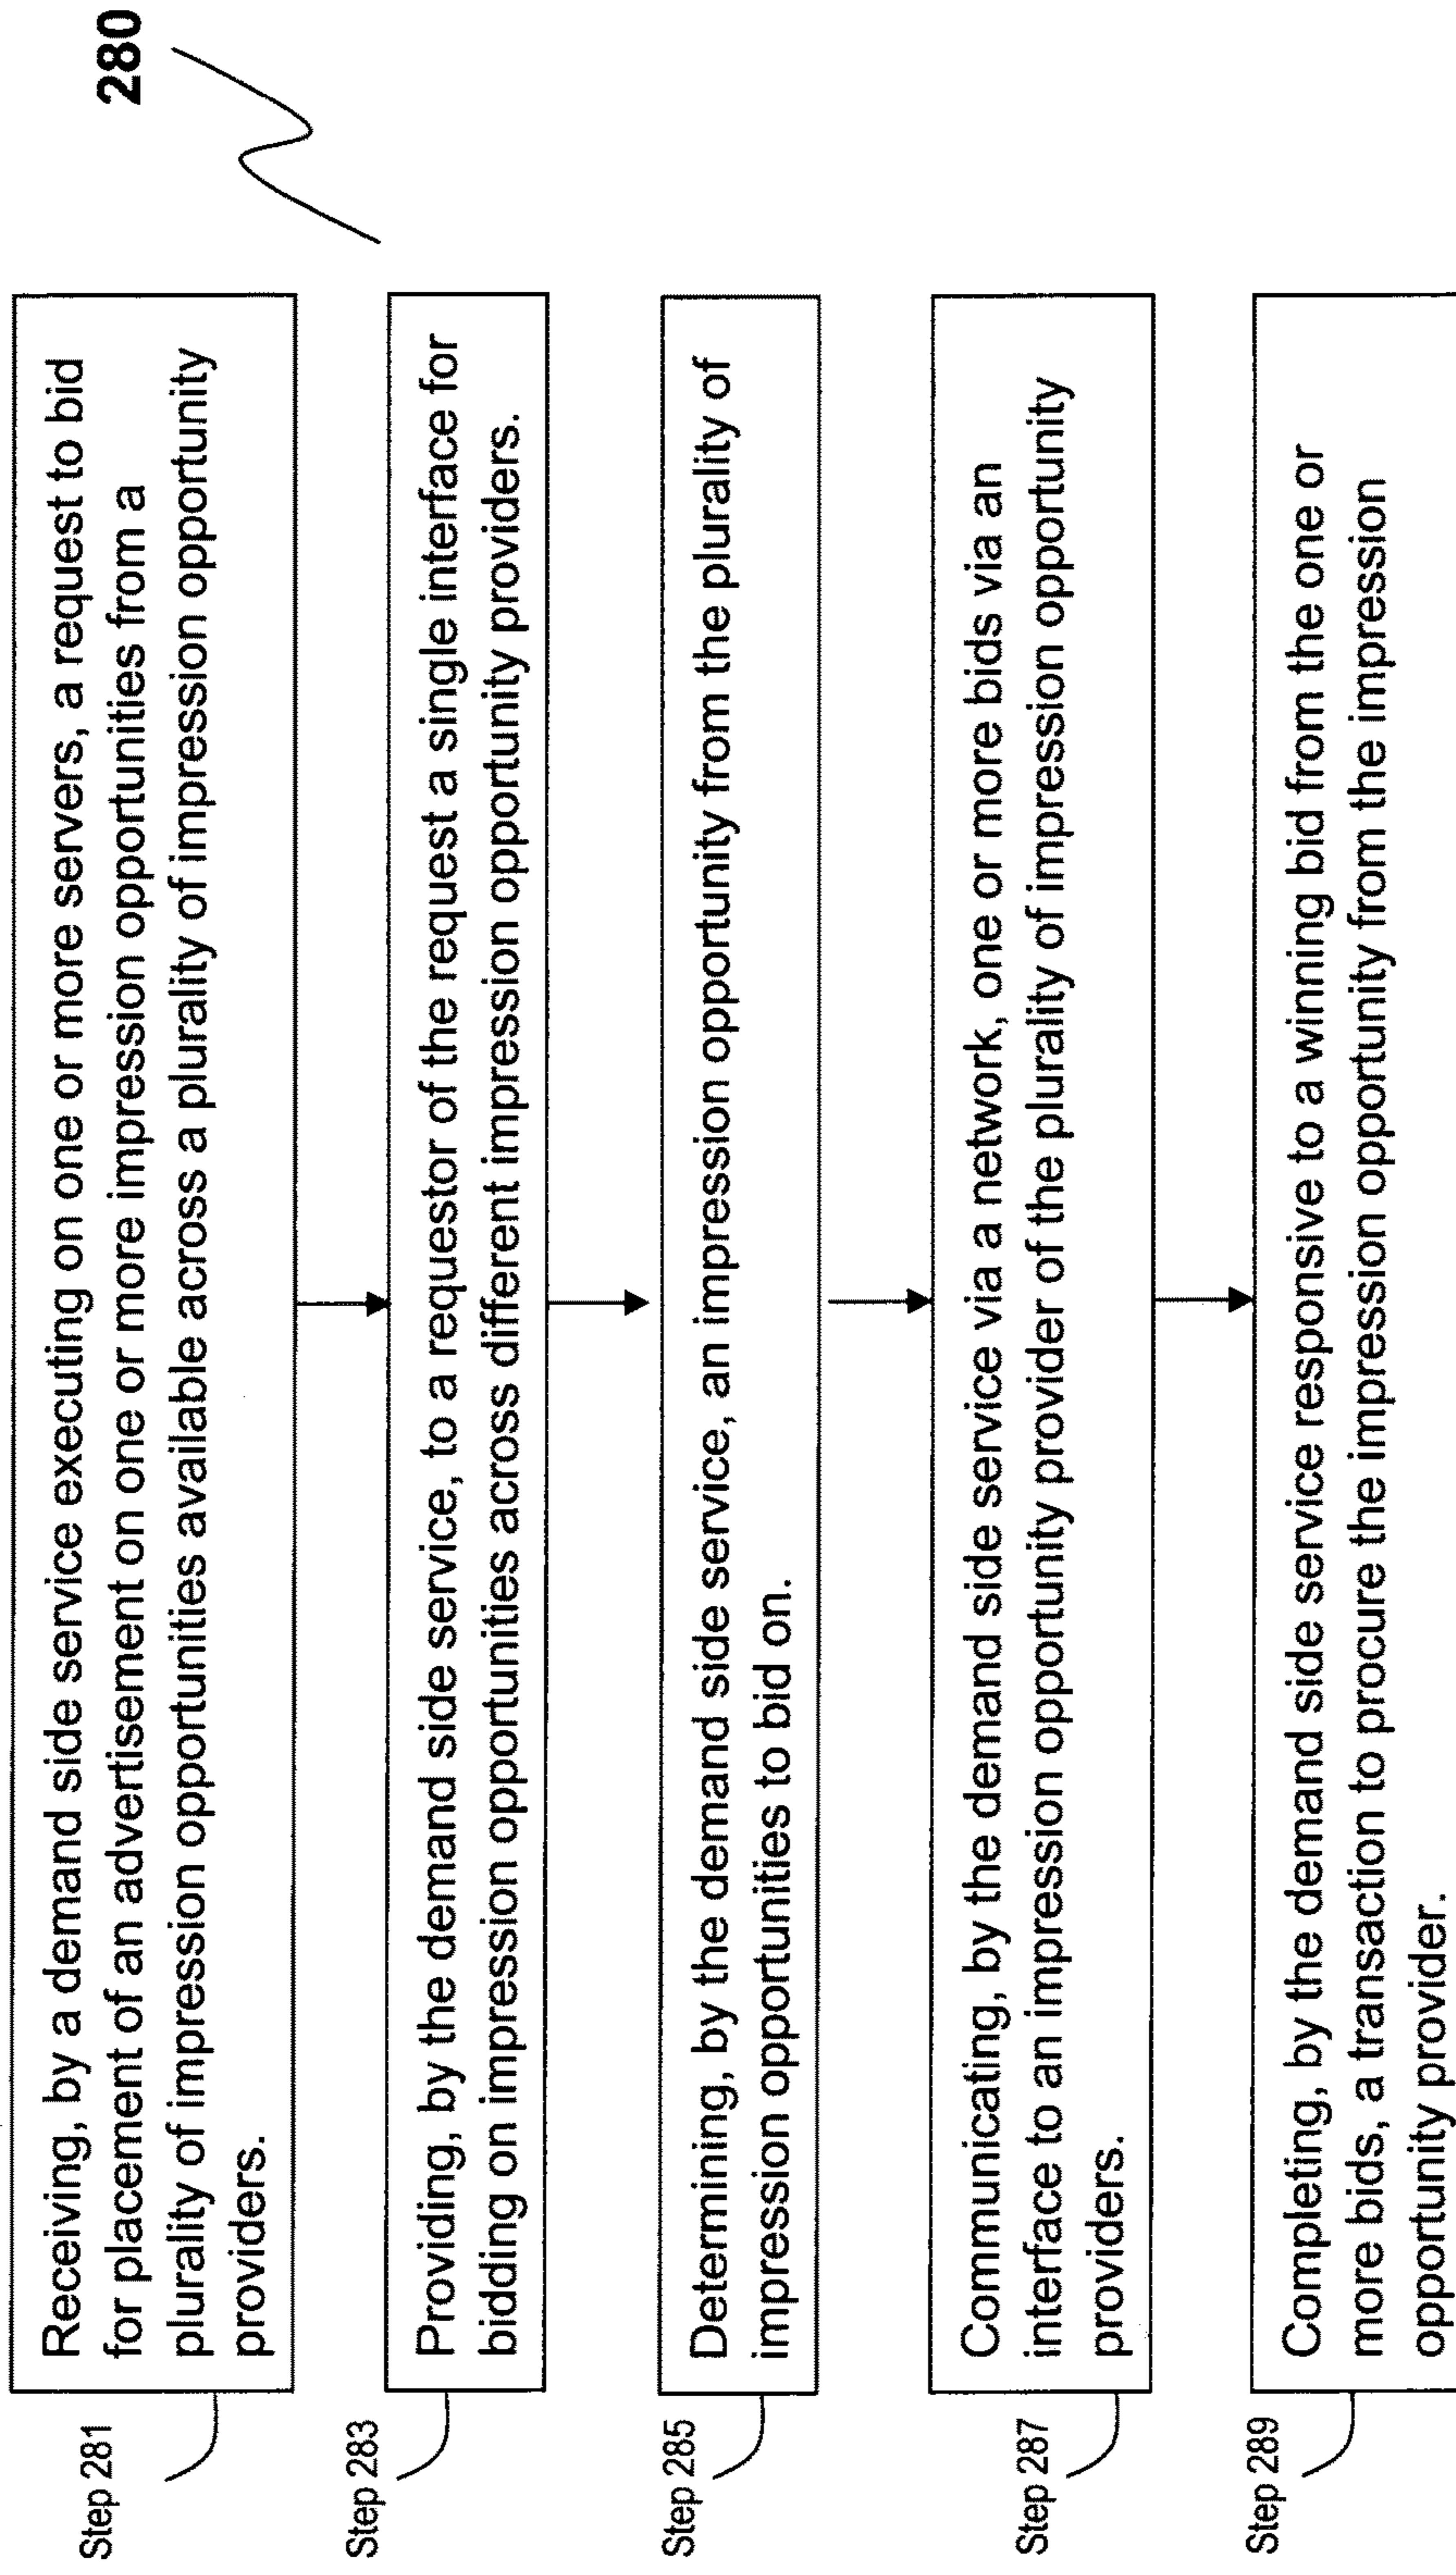 280
Step 281
Receiving, by a demand side service executing on one or more servers, a request to bid
for placement of an advertisement on one or more impression opportunities from a
plurality of impression opportunities available across a plurality of impression opportunity
providers.
Step 283
Providing, by the demand side service, to a requestor of the request a single interface for
bidding on impression opportunities across different impression opportunity providers.
Step 285
Determining, by the demand side service, an impression opportunity from the plurality of
impression opportunities to bid on.
Step 287
Communicating, by the demand side service via a network, one or more bids via an
interface to an impression opportunity provider of the plurality of impression opportunity
providers.
Step 289
Completing, by the demand side service responsive to a winning bid from the one or
more bids, a transaction to procure the impression opportunity from the impression
opportunity provider.